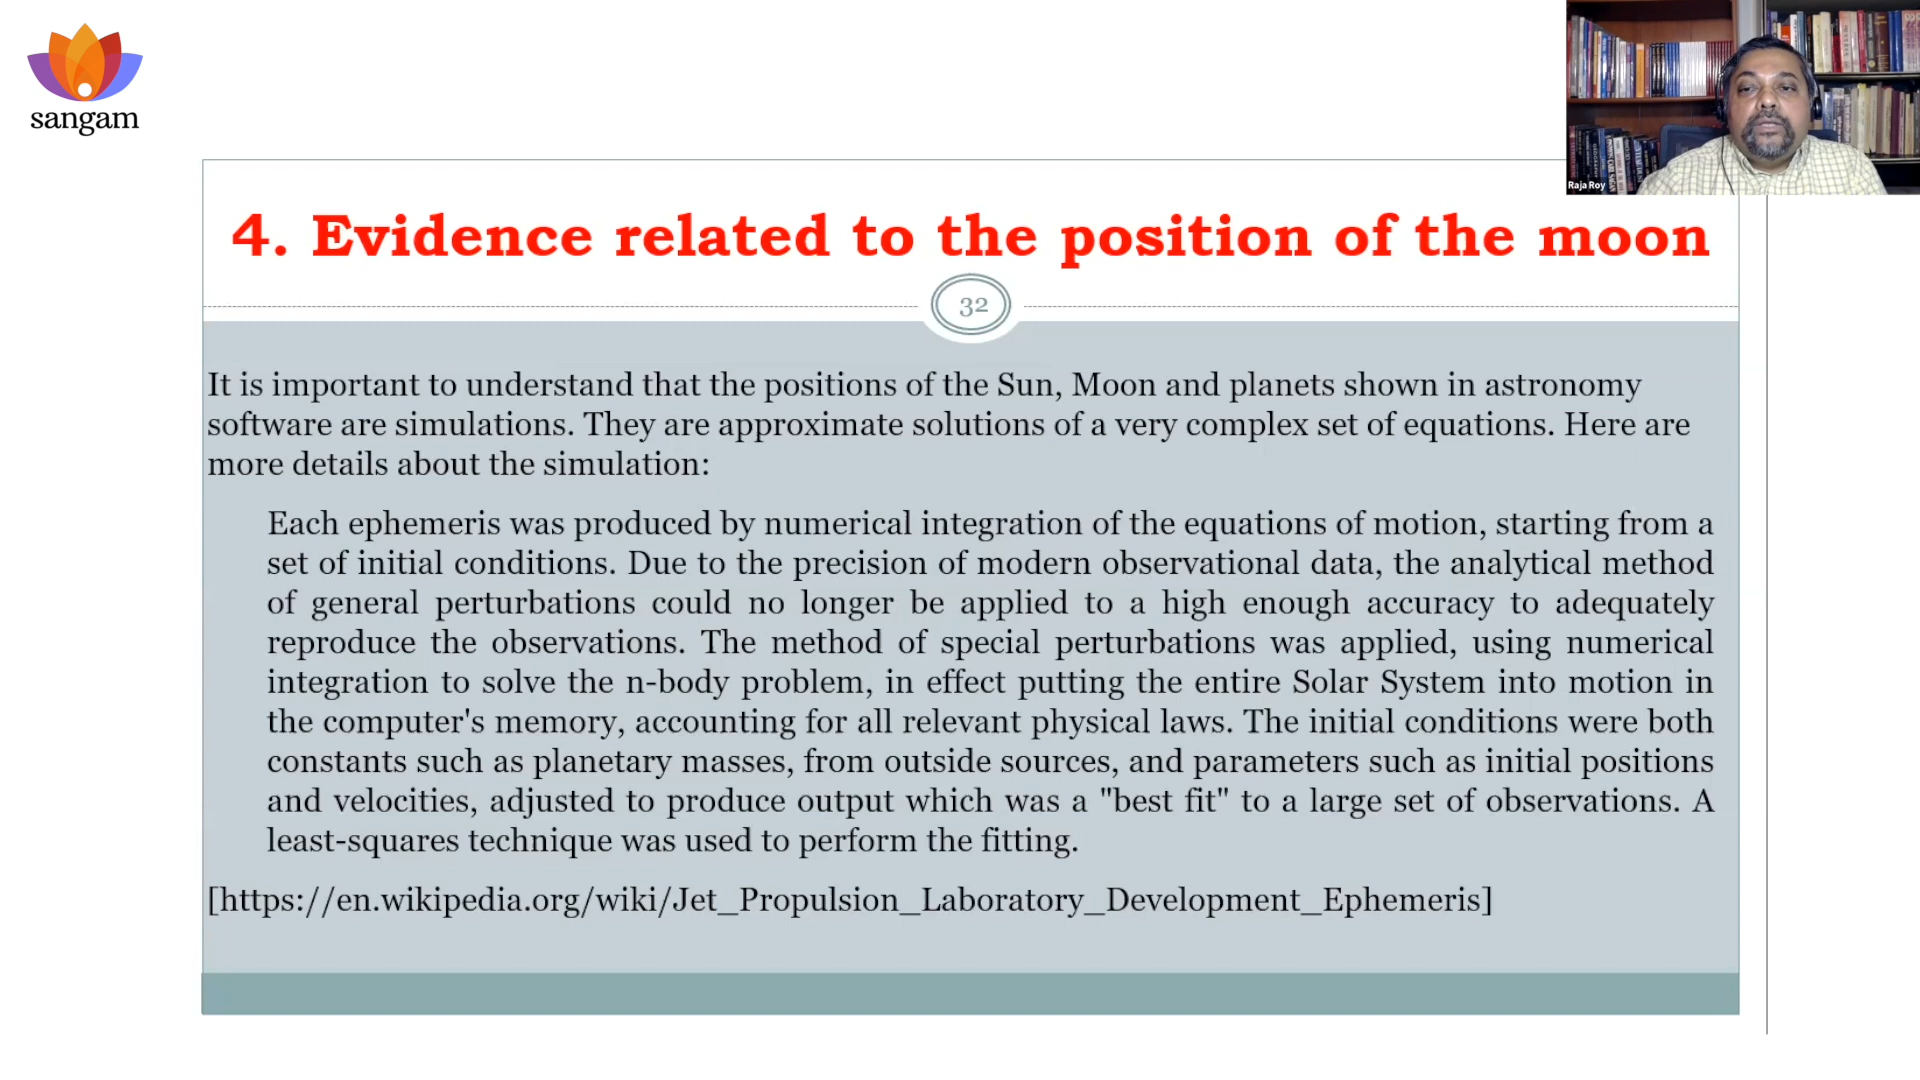 sangam
Raja Roy
4. Evidence related to the position of the moon
32
It is important to understand that the positions of the Sun, Moon and planets shown in astronomy
software are simulations. They are approximate solutions of a very complex set of equations. Here are
more details about the simulation:
Each ephemeris was produced by numerical integration of the equations of motion, starting from a
set of initial conditions. Due to the precision of modern observational data, the analytical method
of general perturbations could no longer be applied to a high enough accuracy to adequately
reproduce the observations. The method of special perturbations was applied, using numerical
integration to solve the n-body problem, in effect putting the entire Solar System into motion in
the computer's memory, accounting for all relevant physical laws. The initial conditions were both
constants such as planetary masses, from outside sources, and parameters such as initial positions
and velocities, adjusted to produce output which was a "best fit" to a large set of observations. A
least-squares technique was used to perform the fitting.
[https://en.wikipedia.org/wiki/Jet_Propulsion_Laboratory_Development_Ephemeris]